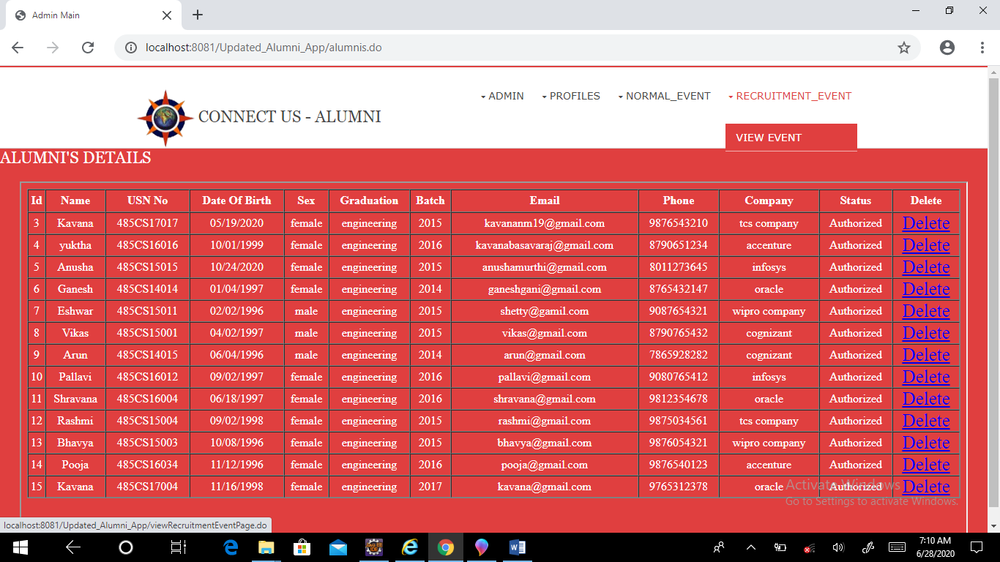 Admin Main
localhost:8081/Updated_Alumni_App/alumnis.do
ADMIN PROFILES NORMAL_EVENT RECRUITMENT_EVENT
CONNECT US - ALUMNI
VIEW EVENT
ALUMNI'S DETAILS
Id Name USN No Date Of Birth Sex Graduation Batch Email Phone Company Status Delete
3 Kavana 485CS17017 05/19/2020 female engineering 2015 kavananm19@gmail.com 9876543210 tcs company Authorized Delete
4 yuktha 485CS16016 10/01/1999 female engineering 2016 kavanabasavaraj@gmail.com 8790651234 accenture Authorized Delete
5 Anusha 485CS15015 10/24/2020 female engineering 2015 anushamurthi@gmail.com 8011273645 infosys Authorized Delete
6 Ganesh 485CS14014 01/04/1997 female engineering 2014 ganeshgani@gmail.com 8765432147 oracle Authorized Delete
7 Eshwar 485CS15011 02/02/1996 male engineering 2015 shetty@gamil.com 9087654321 wipro company Authorized Delete
8 Vikas 485CS15001 04/02/1997 male engineering 2015 vikas@gmail.com 8790765432 cognizant Authorized Delete
9 Arun 485CS14015 06/04/1996 male engineering 2014 arun@gmail.com 7865928282 cognizant Authorized Delete
10 Pallavi 485CS16012 09/02/1997 female engineering 2016 pallavi@gmail.com 9080765412 infosys Authorized Delete
11 Shravana 485CS16004 06/18/1997 female engineering 2016 shravana@gmail.com 9812354678 oracle Authorized Delete
12 Rashmi 485CS15004 09/02/1998 female engineering 2015 rashmi@gmail.com 9875034561 tcs company Authorized Delete
13 Bhavya 485CS15003 10/08/1996 female engineering 2015 bhavya@gmail.com 9876054321 wipro company Authorized Delete
14 Pooja 485CS16034 11/12/1996 female engineering 2016 pooja@gmail.com 9876540123 accenture Authorized Delete
15 Kavana 485CS17004 11/16/1998 female engineering 2017 kavana@gmail.com 9765312378 oracle Authorized Delete
Activate Windows
Go to Settings to activate Windows.
localhost:8081/Updated_Alumni_App/viewRecruitmentEventPage.do
7:10 AM
6/28/2020